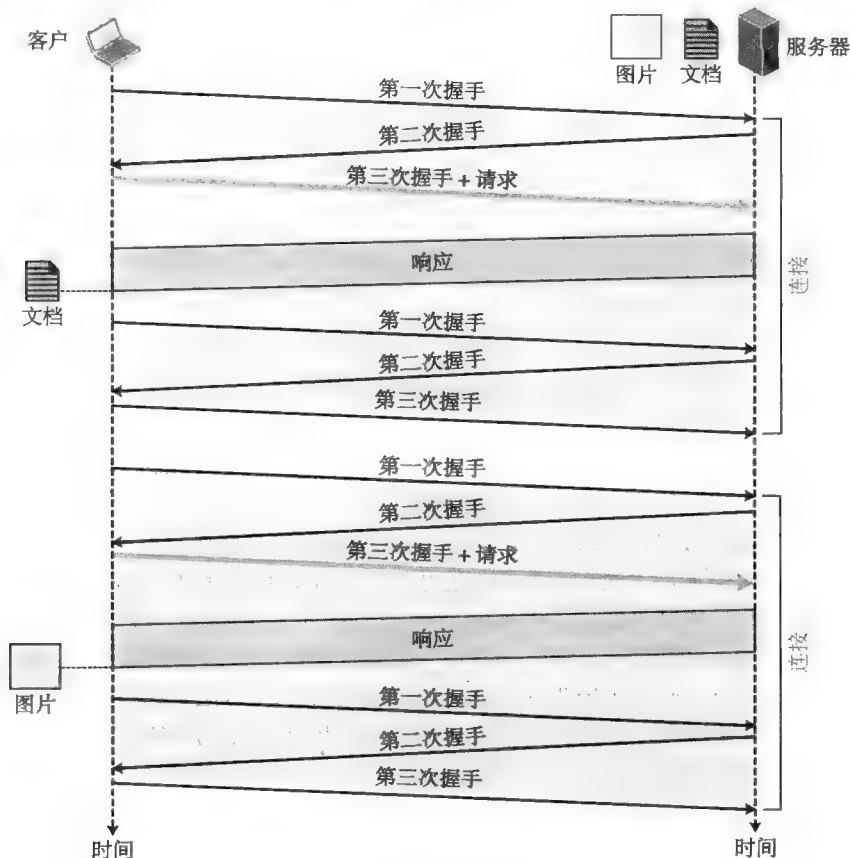 客户
服务器
图片
文档
第一次握手
第二次握手
第三次握手+请求
响应
连接
文档
第一次握手
第二次握手
第三次握手
第一次握手
第二次握手
第三次握手+请求
响应
连接
图片
第一次握手
第二次握手
第三次握手
时间
时间